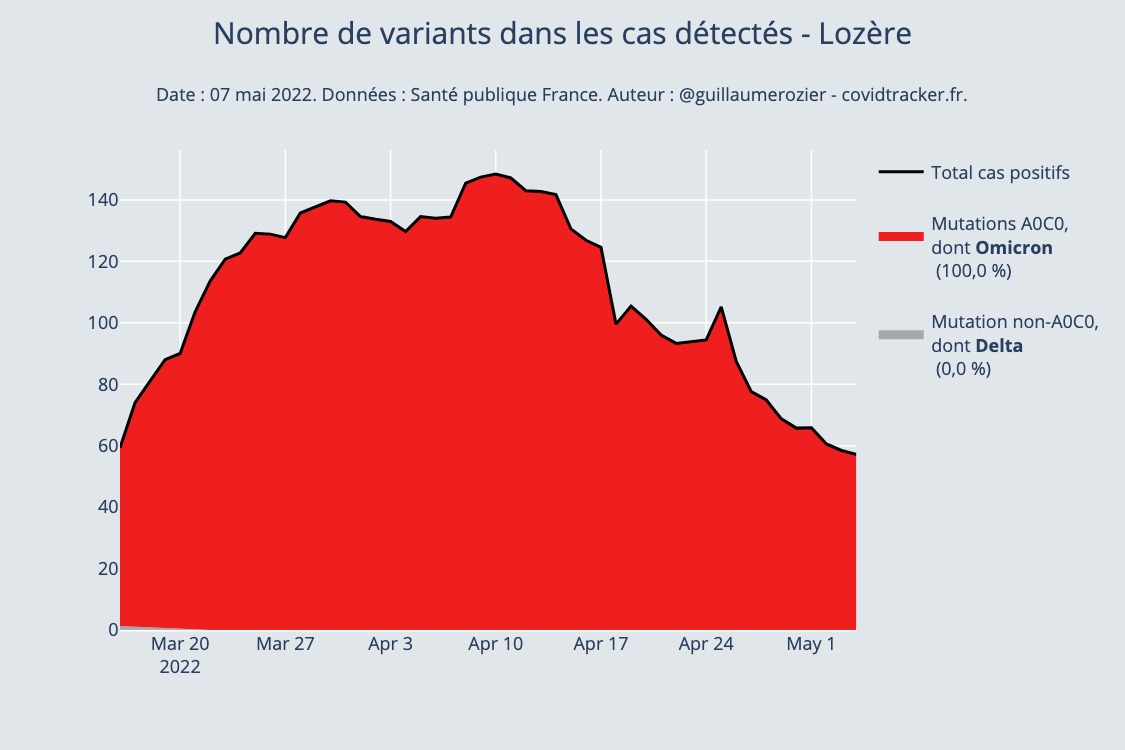 Nombre de variants dans les cas détectés - Lozère
Date : 07 mai 2022. Données : Santé publique France. Auteur : @guillaumerozier - covidtracker.fr.
Total cas positifs
Mutations A0C0,
dont Omicron
(100,0 %)
Mutation non-A0C0,
dont Delta
(0,0 %)
140
120
100
80
60
40
20
0
Mar 20
2022
Mar 27
Apr 3
Apr 10
Apr 17
Apr 24
May 1